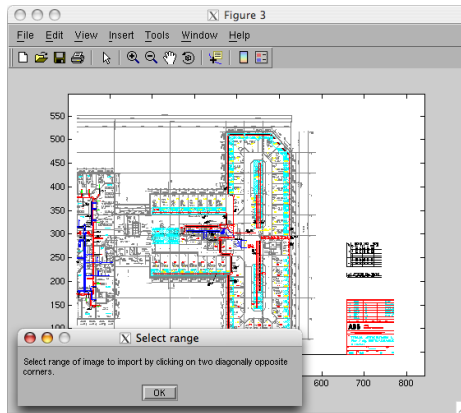 Figure 3
File Edit View Insert Tools Window Help
550
500
450
400
350
300
250
200
150
100
ABB
600 700 800
Select range
Select range of image to import by clicking on two diagonally opposite
corners.
OK